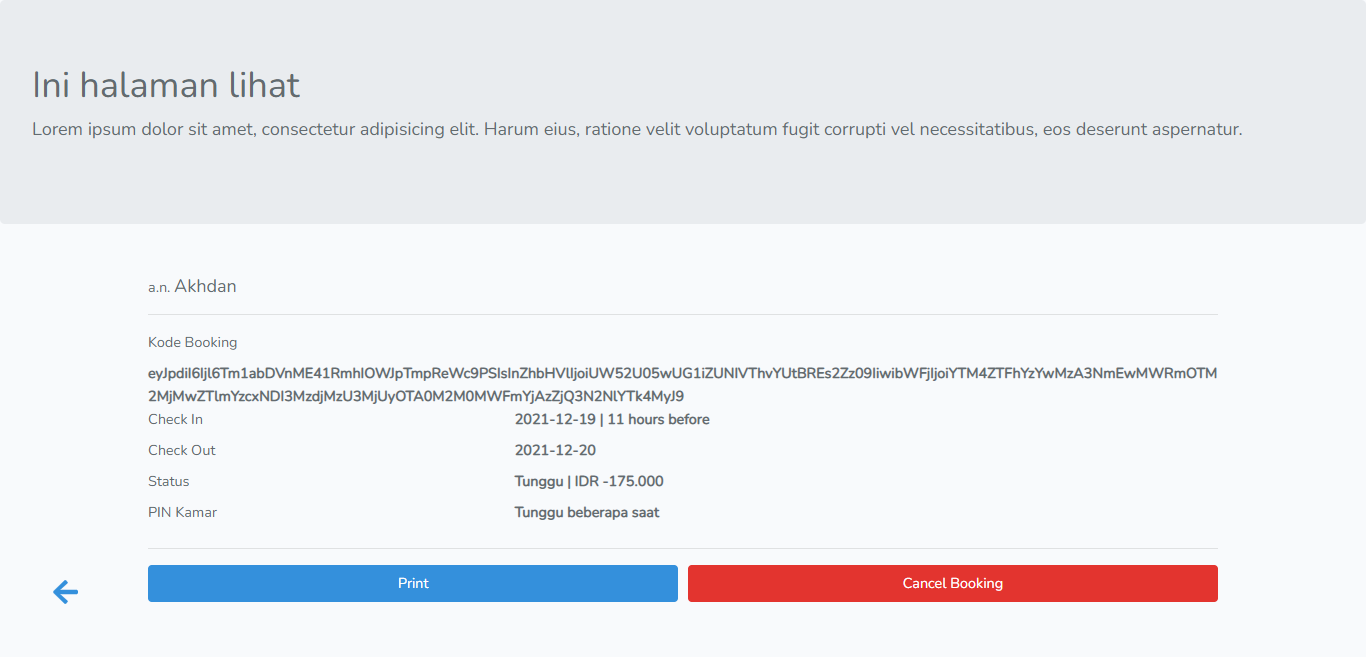 Ini halaman lihat
Lorem ipsum dolor sit amet, consectetur adipisicing elit. Harum eius, ratione velit voluptatum fugit corrupti vel necessitatibus, eos deserunt aspernatur.
a.n. Akhdan
Kode Booking
eyJpdiI6Ijl6Tm1abDVnME41RmhIOWJpTmpReWc9PSIsInZhbHVlIjoiUW52U05wUG1iZUNIVThvYUtBREs2Zz09IiwibWFjIjoiYTM4ZTFhYzYwMzA3NmEwMWRmOTM
2MjMwZTlmYzcxNDI3MzdjMzU3MjUyOTA0M2M0MWFmYjAzZjQ3N2NlYTk4MyJ9
Check In 2021-12-19 | 11 hours before
Check Out 2021-12-20
Status Tunggu | IDR -175.000
PIN Kamar Tunggu beberapa saat
Print Cancel Booking